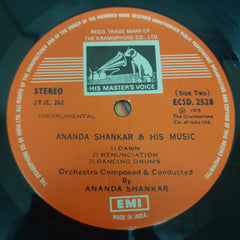 REGD. TRADE MARK OF
THE GRAMOPHONE CO. LTD.
HIS MASTER'S VOICE
STEREO
2YJE. 262
(Side Two)
ECSD. 2528
INSTRUMENTAL
℗ 1975
The Gramophone
Co. of India Ltd.
ANANDA SHANKAR & HIS MUSIC
1) DAWN
2) RENUNCIATION
3) DANCING DRUMS
Orchestra Composed & Conducted
By
ANANDA SHANKAR
EMI
MADE IN INDIA